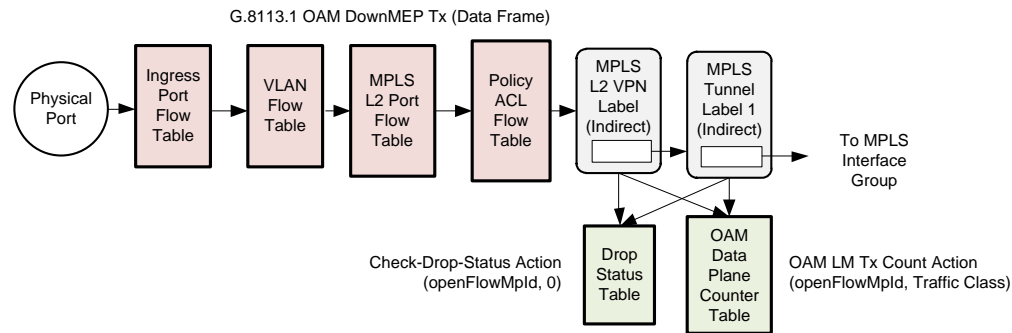 G.8113.1 OAM DownMEP Tx (Data Frame)
Physical
Port
Ingress
Port
Flow
Table
VLAN
Flow
Table
MPLS
L2 Port
Flow
Table
Policy
ACL
Flow
Table
MPLS
L2 VPN
Label
(Indirect)
MPLS
Tunnel
Label 1
(Indirect)
To MPLS
Interface
Group
Check-Drop-Status Action
(openFlowMpId, 0)
Drop
Status
Table
OAM
Data
Plane
Counter
Table
OAM LM Tx Count Action
(openFlowMpId, Traffic Class)